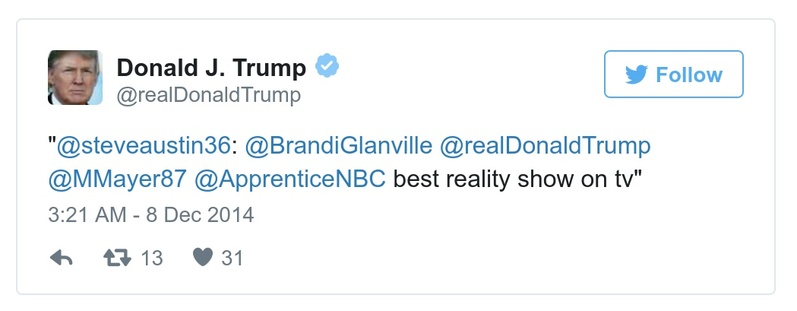 Donald J. Trump
@realDonaldTrump
Follow
"@steveaustin36: @BrandiGlanville @realDonaldTrump
@MMayer87 @ApprenticeNBC best reality show on tv"
3:21 AM - 8 Dec 2014
13 31